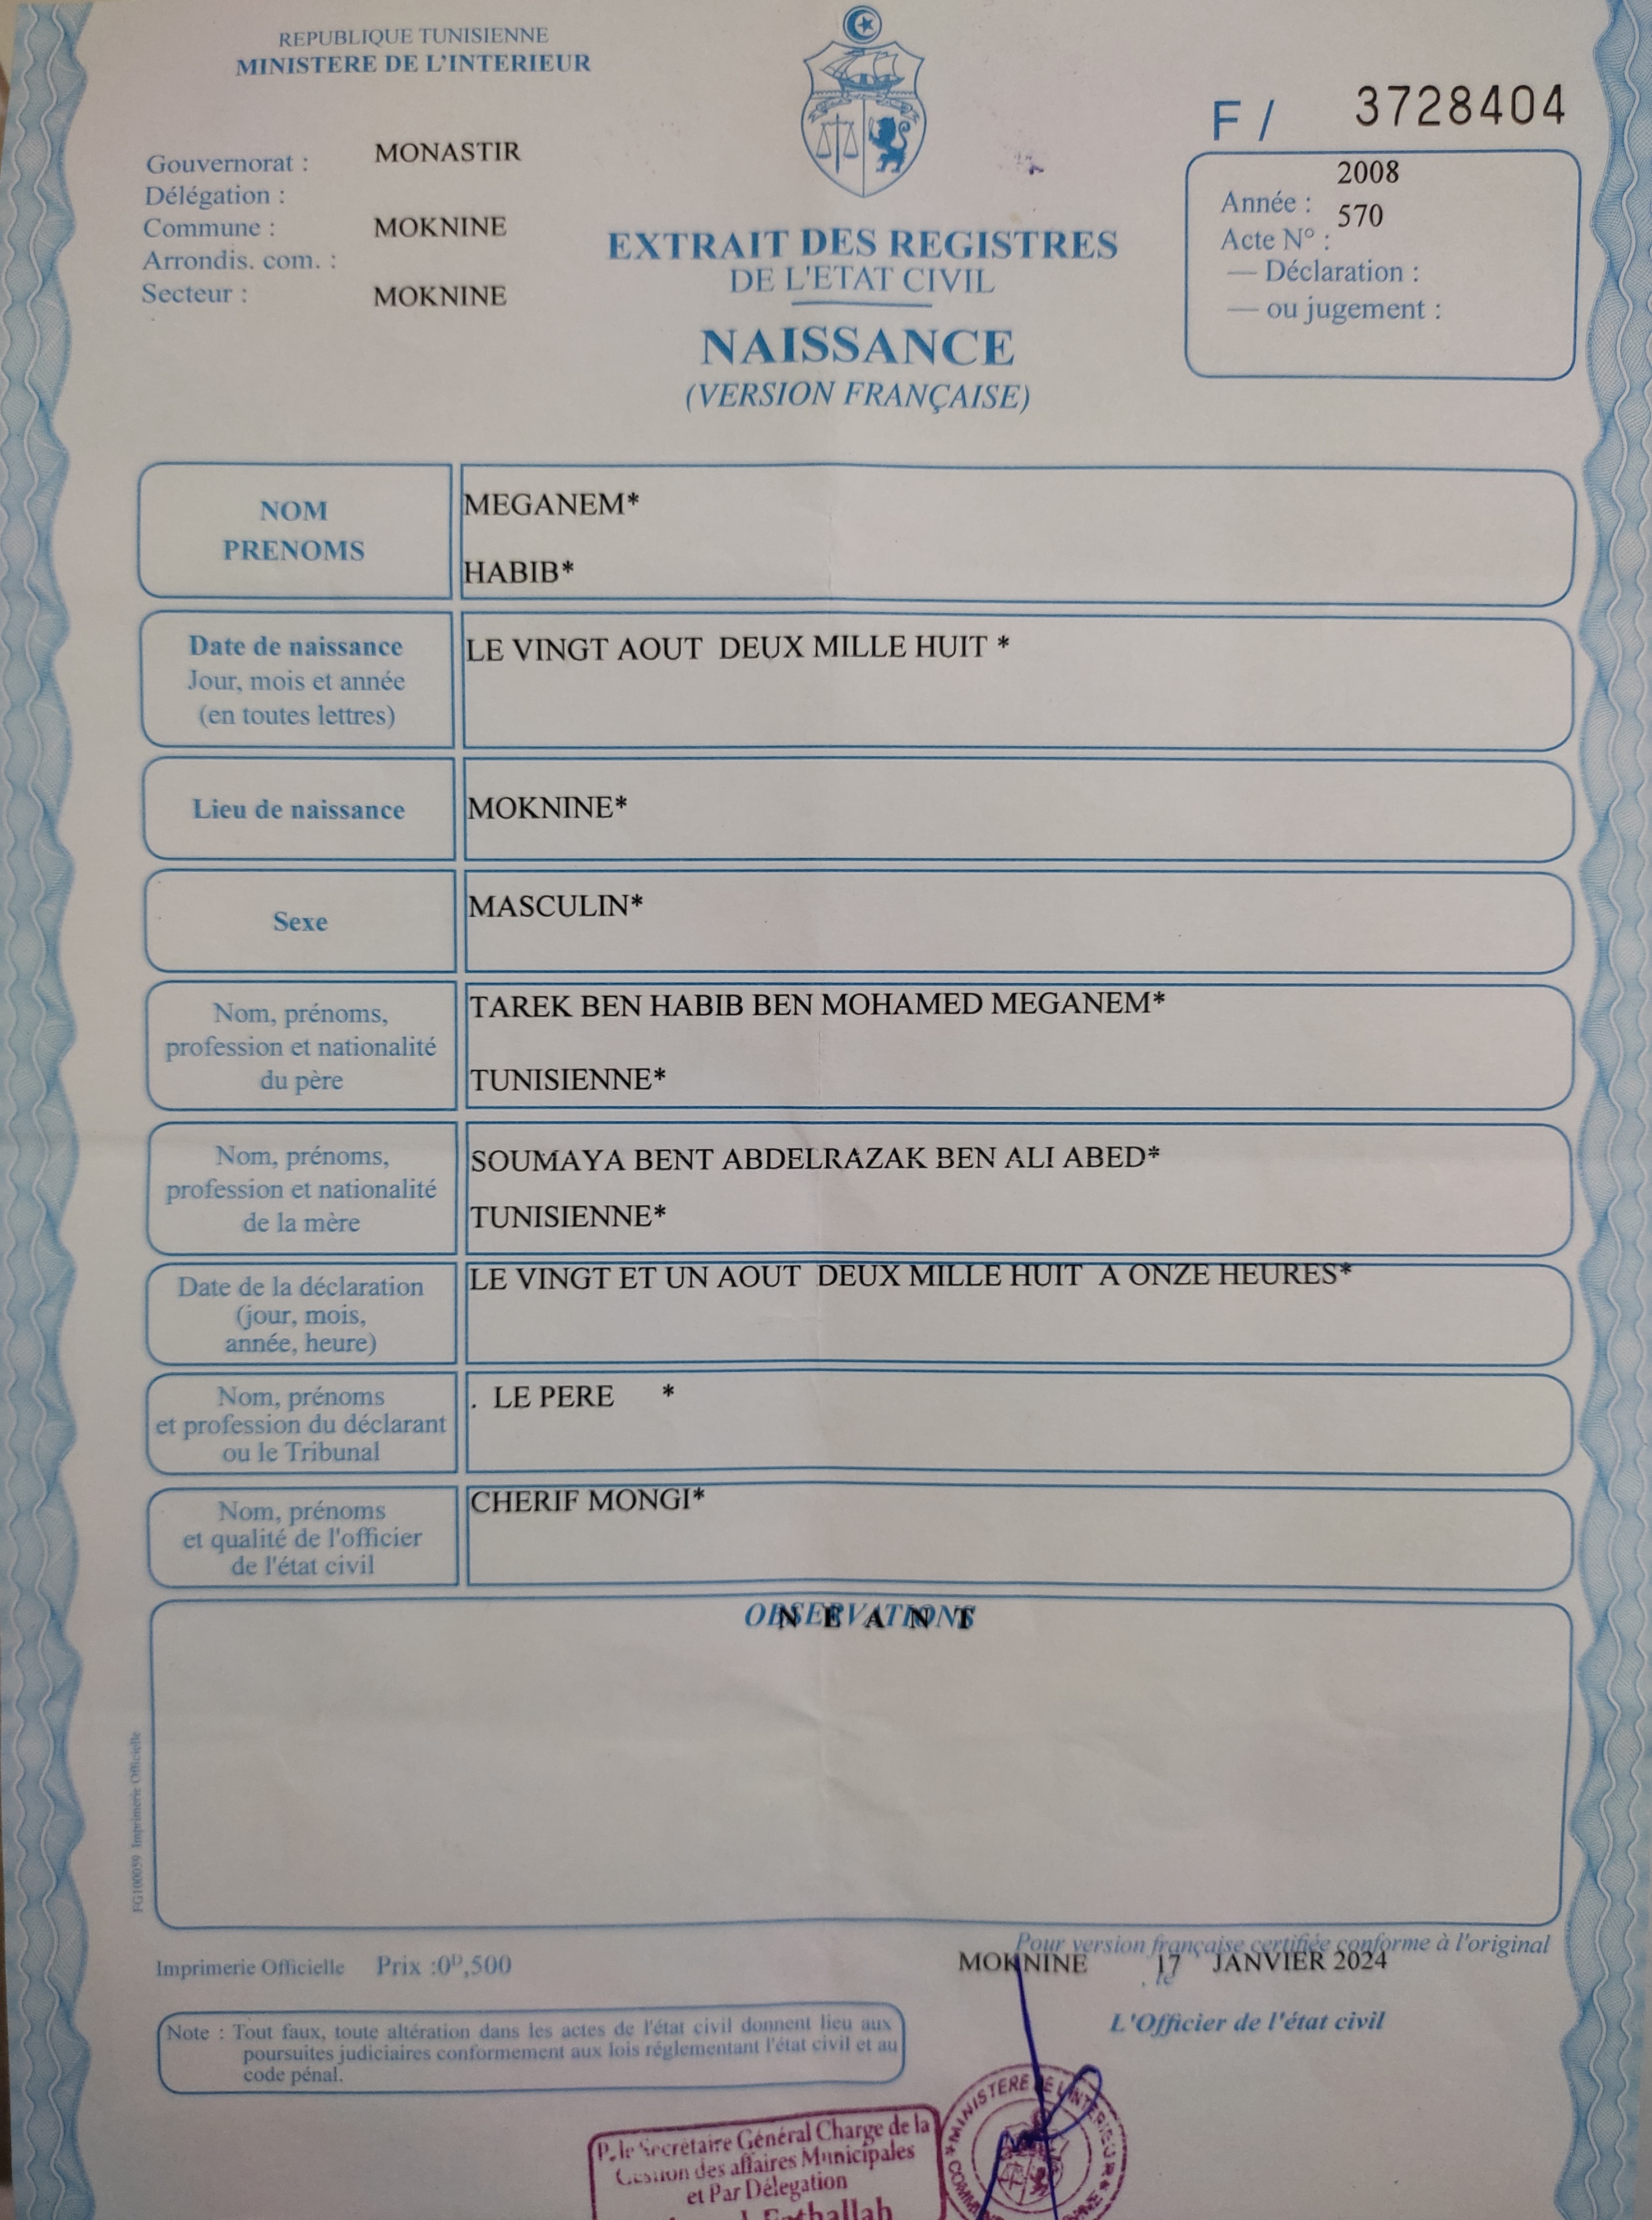 REPUBLIQUE TUNISIENNE
MINISTERE DE L'INTERIEUR
Gouvernorat : MONASTIR
Délégation :
Commune : MOKNINE
Arrondis. com. :
Secteur : MOKNINE
EXTRAIT DES REGISTRES
DE L'ETAT CIVIL
NAISSANCE
(VERSION FRANÇAISE)
F / 3728404
Année : 2008
Acte N° : 570
— Déclaration :
— ou jugement :
NOM
PRENOMS
MEGANEM*
HABIB*
Date de naissance
Jour, mois et année
(en toutes lettres)
LE VINGT AOUT DEUX MILLE HUIT *
Lieu de naissance
MOKNINE*
Sexe
MASCULIN*
Nom, prénoms,
profession et nationalité
du père
TAREK BEN HABIB BEN MOHAMED MEGANEM*
TUNISIENNE*
Nom, prénoms,
profession et nationalité
de la mère
SOUMAYA BENT ABDELRAZAK BEN ALI ABED*
TUNISIENNE*
Date de la déclaration
(jour, mois,
année, heure)
LE VINGT ET UN AOUT DEUX MILLE HUIT A ONZE HEURES*
Nom, prénoms
et profession du déclarant
ou le Tribunal
. LE PERE *
Nom, prénoms
et qualité de l'officier
de l'état civil
CHERIF MONGI*
OBSERVATIONS
N E A N T
FG100059 Imprimerie Officielle
Imprimerie Officielle Prix :0ᴰ,500
Pour version française certifiée conforme à l'original
MOKNINE , le 17 JANVIER 2024
L'Officier de l'état civil
Note : Tout faux, toute altération dans les actes de l'état civil donnent lieu aux
poursuites judiciaires conformement aux lois réglementant l'état civil et au
code pénal.
P. le Secrétaire Général Charge de la
Gestion des affaires Municipales
et Par Délégation
Fathallah
MINISTERE DE L'INTERIEUR